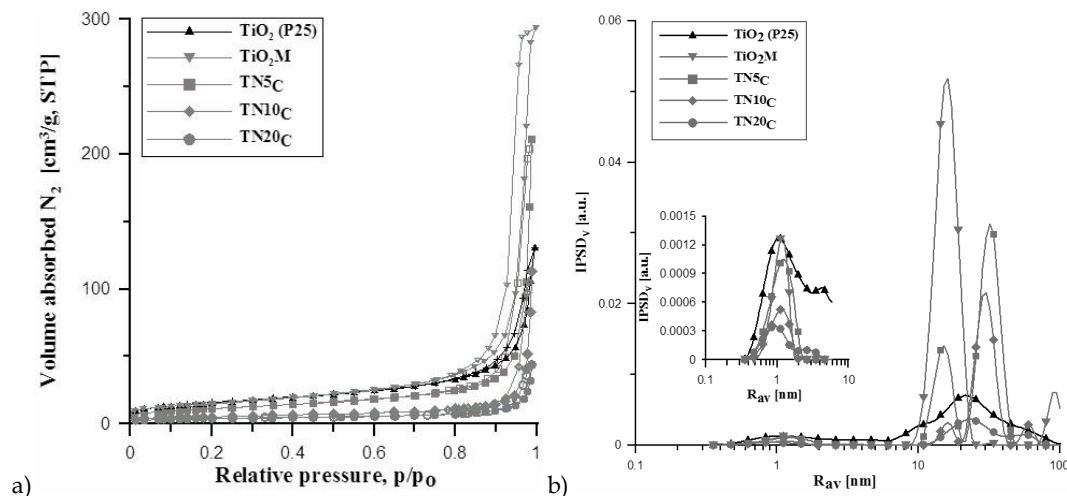 a)
Volume absorbed N₂ [cm³/g, STP]
300
200
100
0
TiO₂ (P25)
TiO₂M
TN5C
TN10C
TN20C
0 0.2 0.4 0.6 0.8 1
Relative pressure, p/p₀
b)
IPSDV [a.u.]
0.06
0.04
0.02
0
TiO₂ (P25)
TiO₂M
TN5C
TN10C
TN20C
IPSDV [a.u.]
0.0015
0.0012
0.0009
0.0006
0.0003
0
0.1 1 10
Rav [nm]
0.1 1 10 100
Rav [nm]